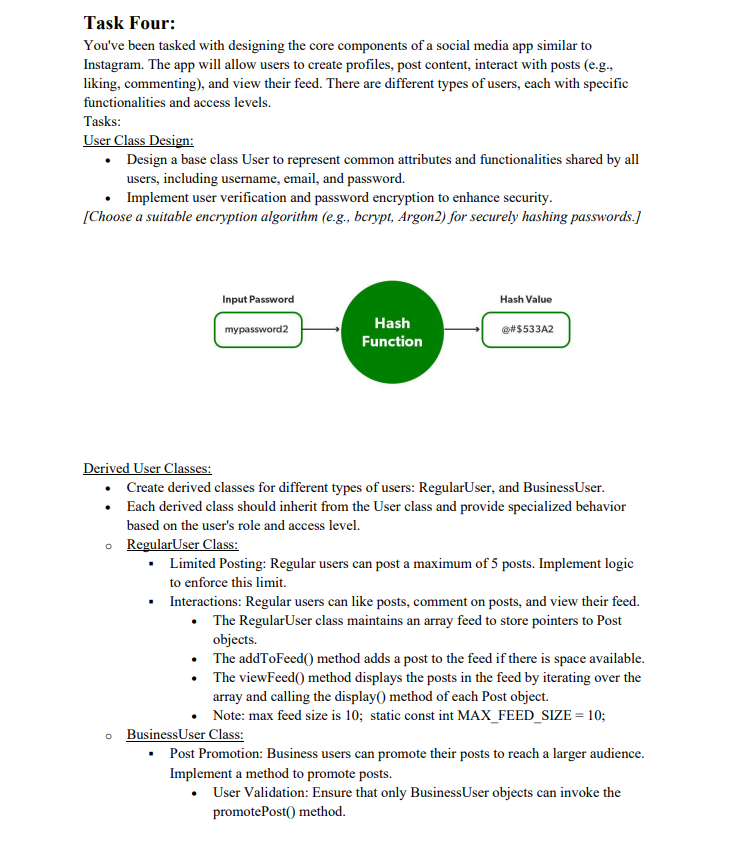 Task Four:
You've been tasked with designing the core components of a social media app similar to
Instagram. The app will allow users to create profiles, post content, interact with posts (e.g.,
liking, commenting), and view their feed. There are different types of users, each with specific
functionalities and access levels.
Tasks:
User Class Design:
• Design a base class User to represent common attributes and functionalities shared by all
users, including username, email, and password.
• Implement user verification and password encryption to enhance security.
[Choose a suitable encryption algorithm (e.g., bcrypt, Argon2) for securely hashing passwords.]
Input Password
mypassword2
Hash
Function
Hash Value
@#$533A2
Derived User Classes:
• Create derived classes for different types of users: RegularUser, and BusinessUser.
• Each derived class should inherit from the User class and provide specialized behavior
based on the user's role and access level.
o RegularUser Class:
▪ Limited Posting: Regular users can post a maximum of 5 posts. Implement logic
to enforce this limit.
▪ Interactions: Regular users can like posts, comment on posts, and view their feed.
• The RegularUser class maintains an array feed to store pointers to Post
objects.
• The addToFeed() method adds a post to the feed if there is space available.
• The viewFeed() method displays the posts in the feed by iterating over the
array and calling the display() method of each Post object.
• Note: max feed size is 10; static const int MAX_FEED_SIZE = 10;
o BusinessUser Class:
▪ Post Promotion: Business users can promote their posts to reach a larger audience.
Implement a method to promote posts.
• User Validation: Ensure that only BusinessUser objects can invoke the
promotePost() method.